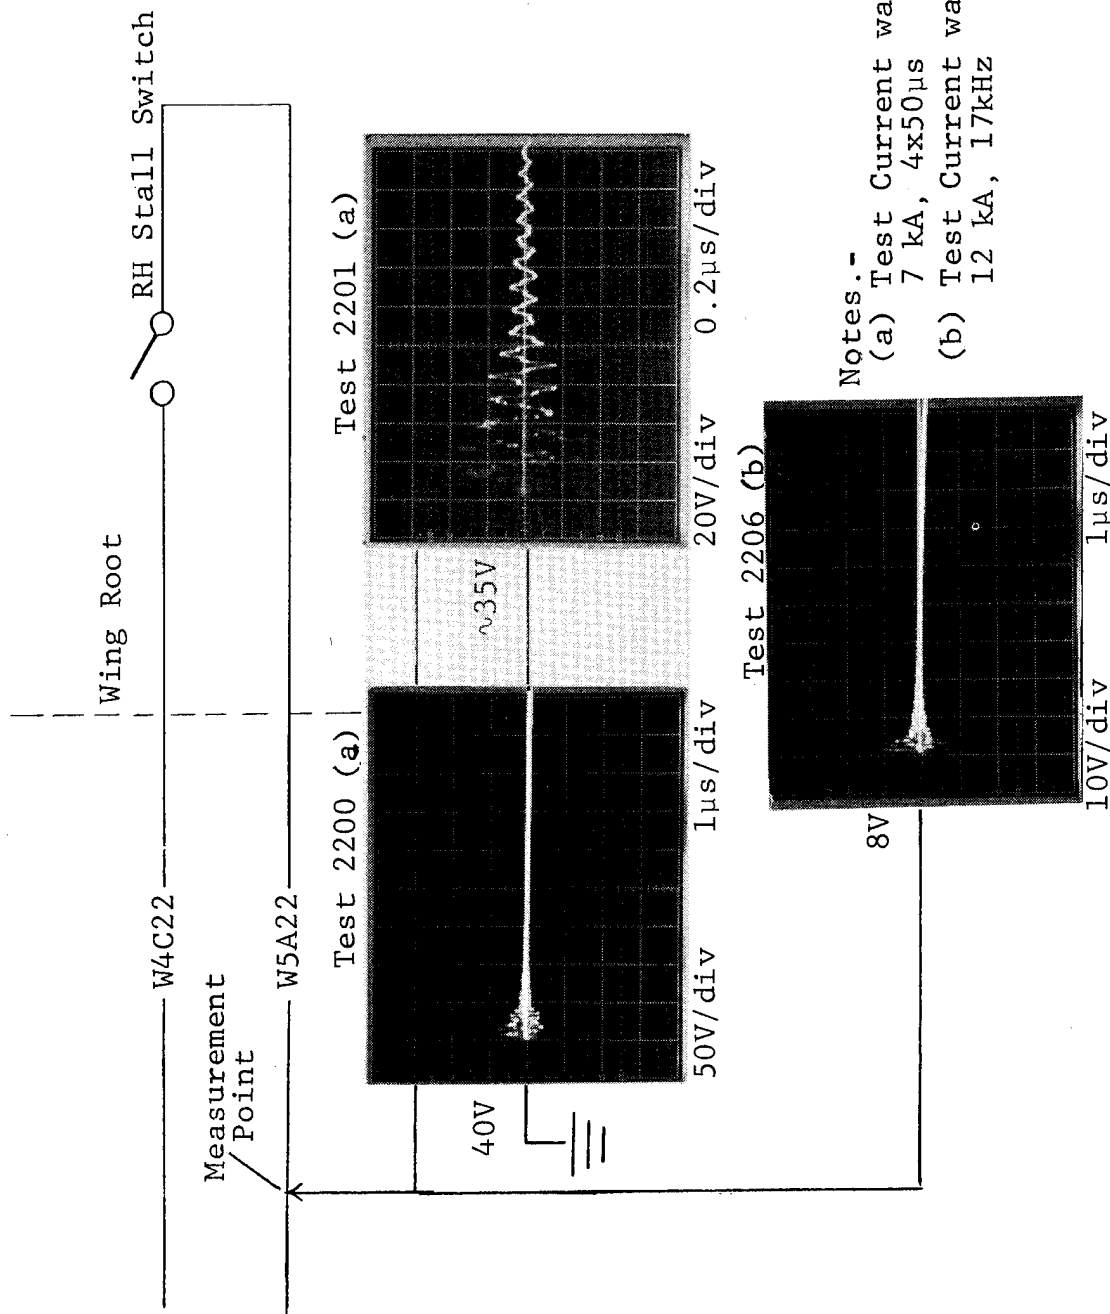 RH Stall Switch
Wing Root
W4C22
W5A22
Measurement
Point
Test 2200 (a)
40V
50V/div
1μs/div
Test 2201 (a)
~35V
20V/div
0.2μs/div
Test 2206 (b)
8V
10V/div
1μs/div
Notes.-
(a) Test Current wa
7 kA, 4x50μs
(b) Test Current wa
12 kA, 17kHz